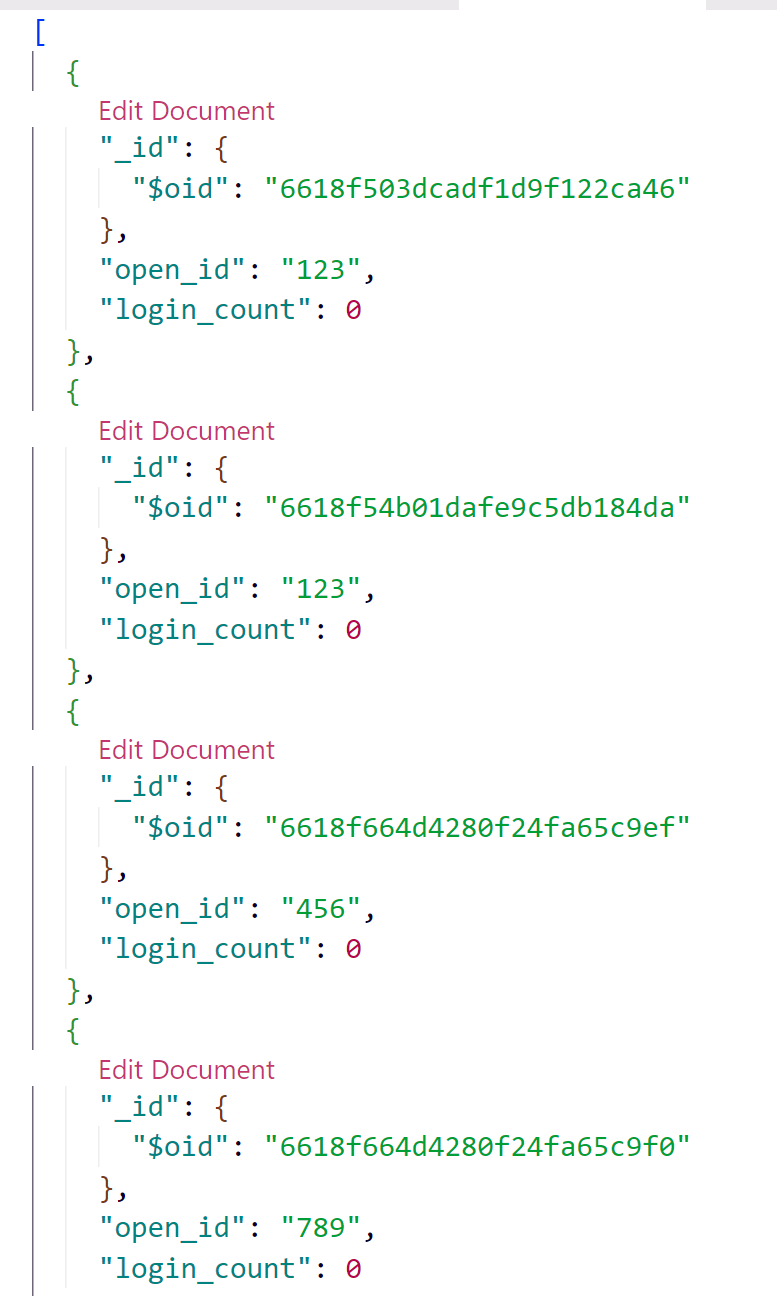 [
{
Edit Document
"_id": {
"$oid": "6618f503dcadf1d9f122ca46"
},
"open_id": "123",
"login_count": 0
},
{
Edit Document
"_id": {
"$oid": "6618f54b01dafe9c5db184da"
},
"open_id": "123",
"login_count": 0
},
{
Edit Document
"_id": {
"$oid": "6618f664d4280f24fa65c9ef"
},
"open_id": "456",
"login_count": 0
},
{
Edit Document
"_id": {
"$oid": "6618f664d4280f24fa65c9f0"
},
"open_id": "789",
"login_count": 0